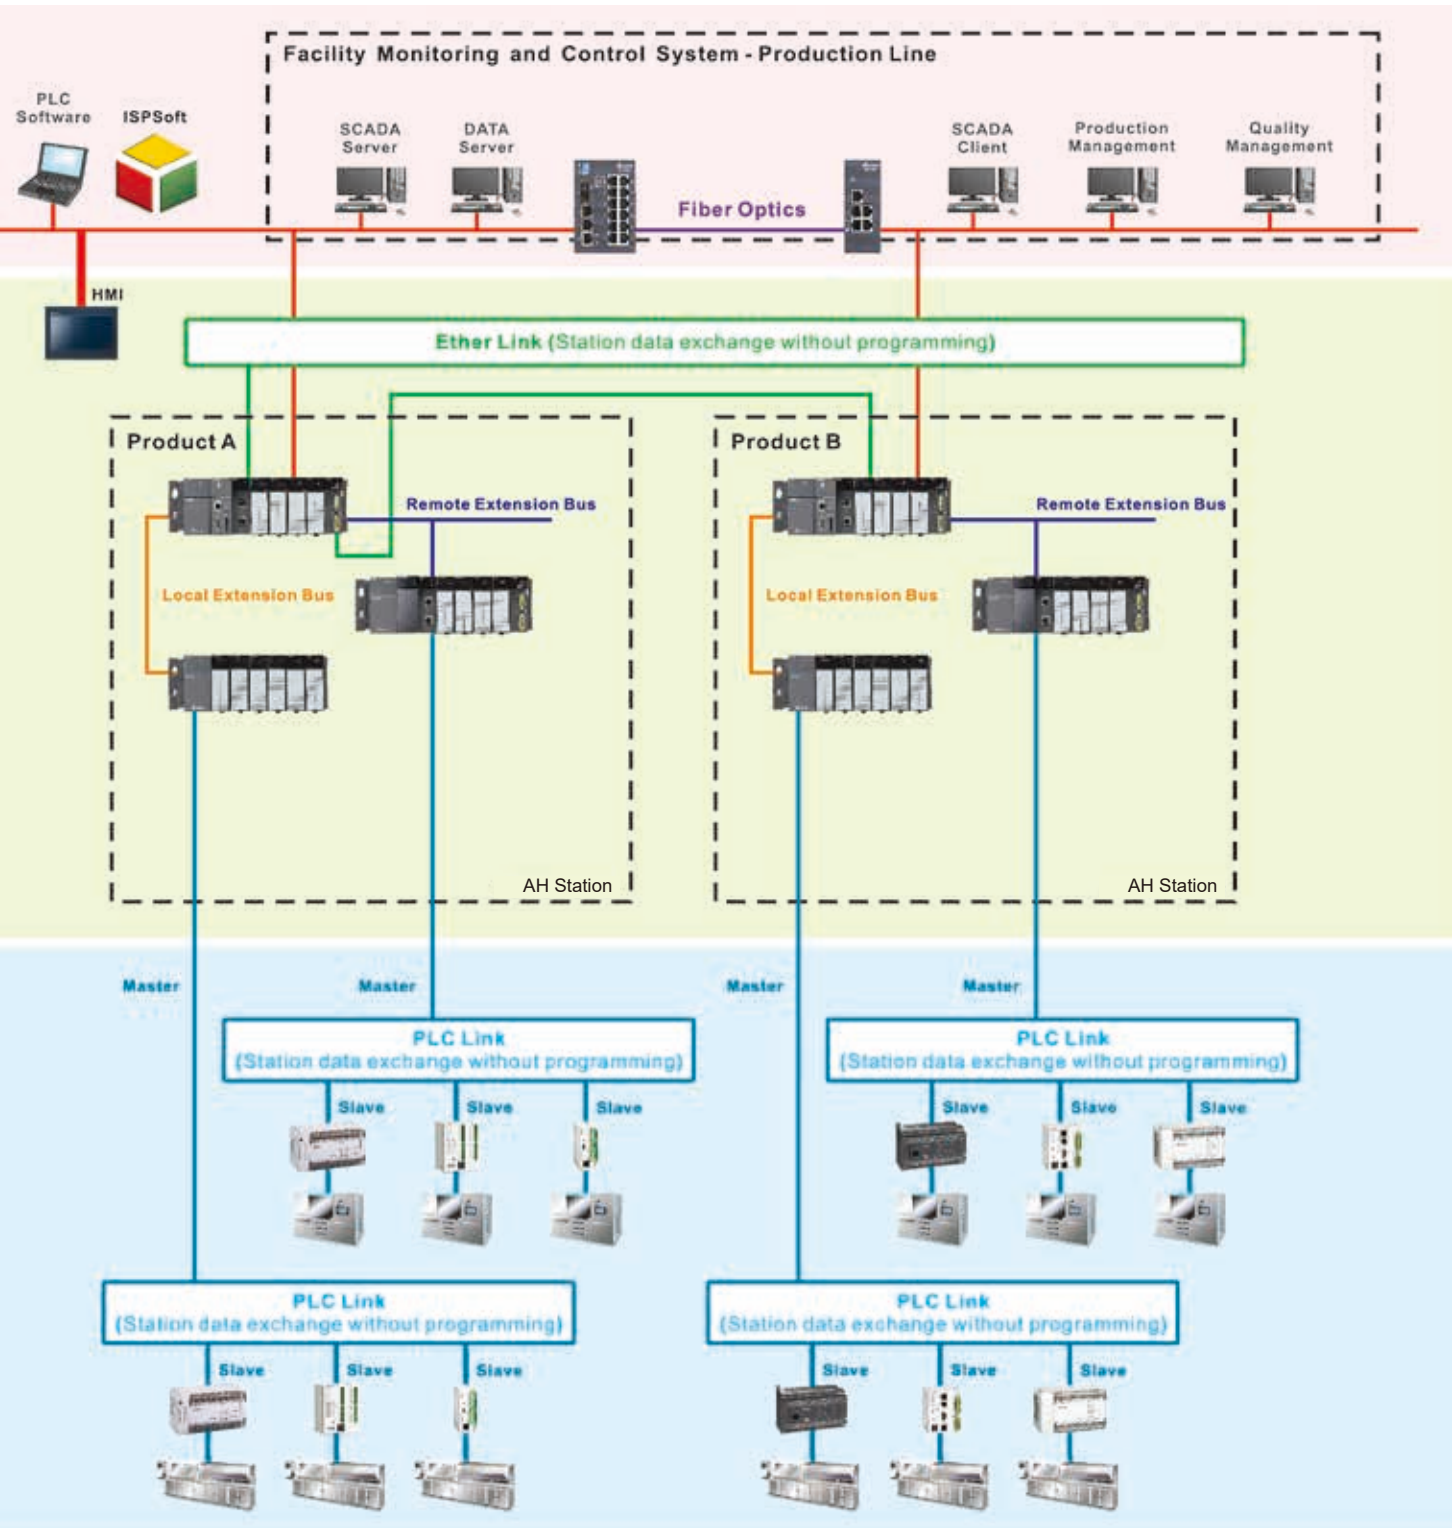 Facility Monitoring and Control System - Production Line
PLC
Software
ISPSoft
SCADA
Server
DATA
Server
Fiber Optics
SCADA
Client
Production
Management
Quality
Management
HMI
Ether Link (Station data exchange without programming)
Product A
Remote Extension Bus
Local Extension Bus
AH Station
Product B
Remote Extension Bus
Local Extension Bus
AH Station
Master
Master
Master
Master
PLC Link
(Station data exchange without programming)
Slave
Slave
Slave
PLC Link
(Station data exchange without programming)
Slave
Slave
Slave
PLC Link
(Station data exchange without programming)
Slave
Slave
Slave
PLC Link
(Station data exchange without programming)
Slave
Slave
Slave